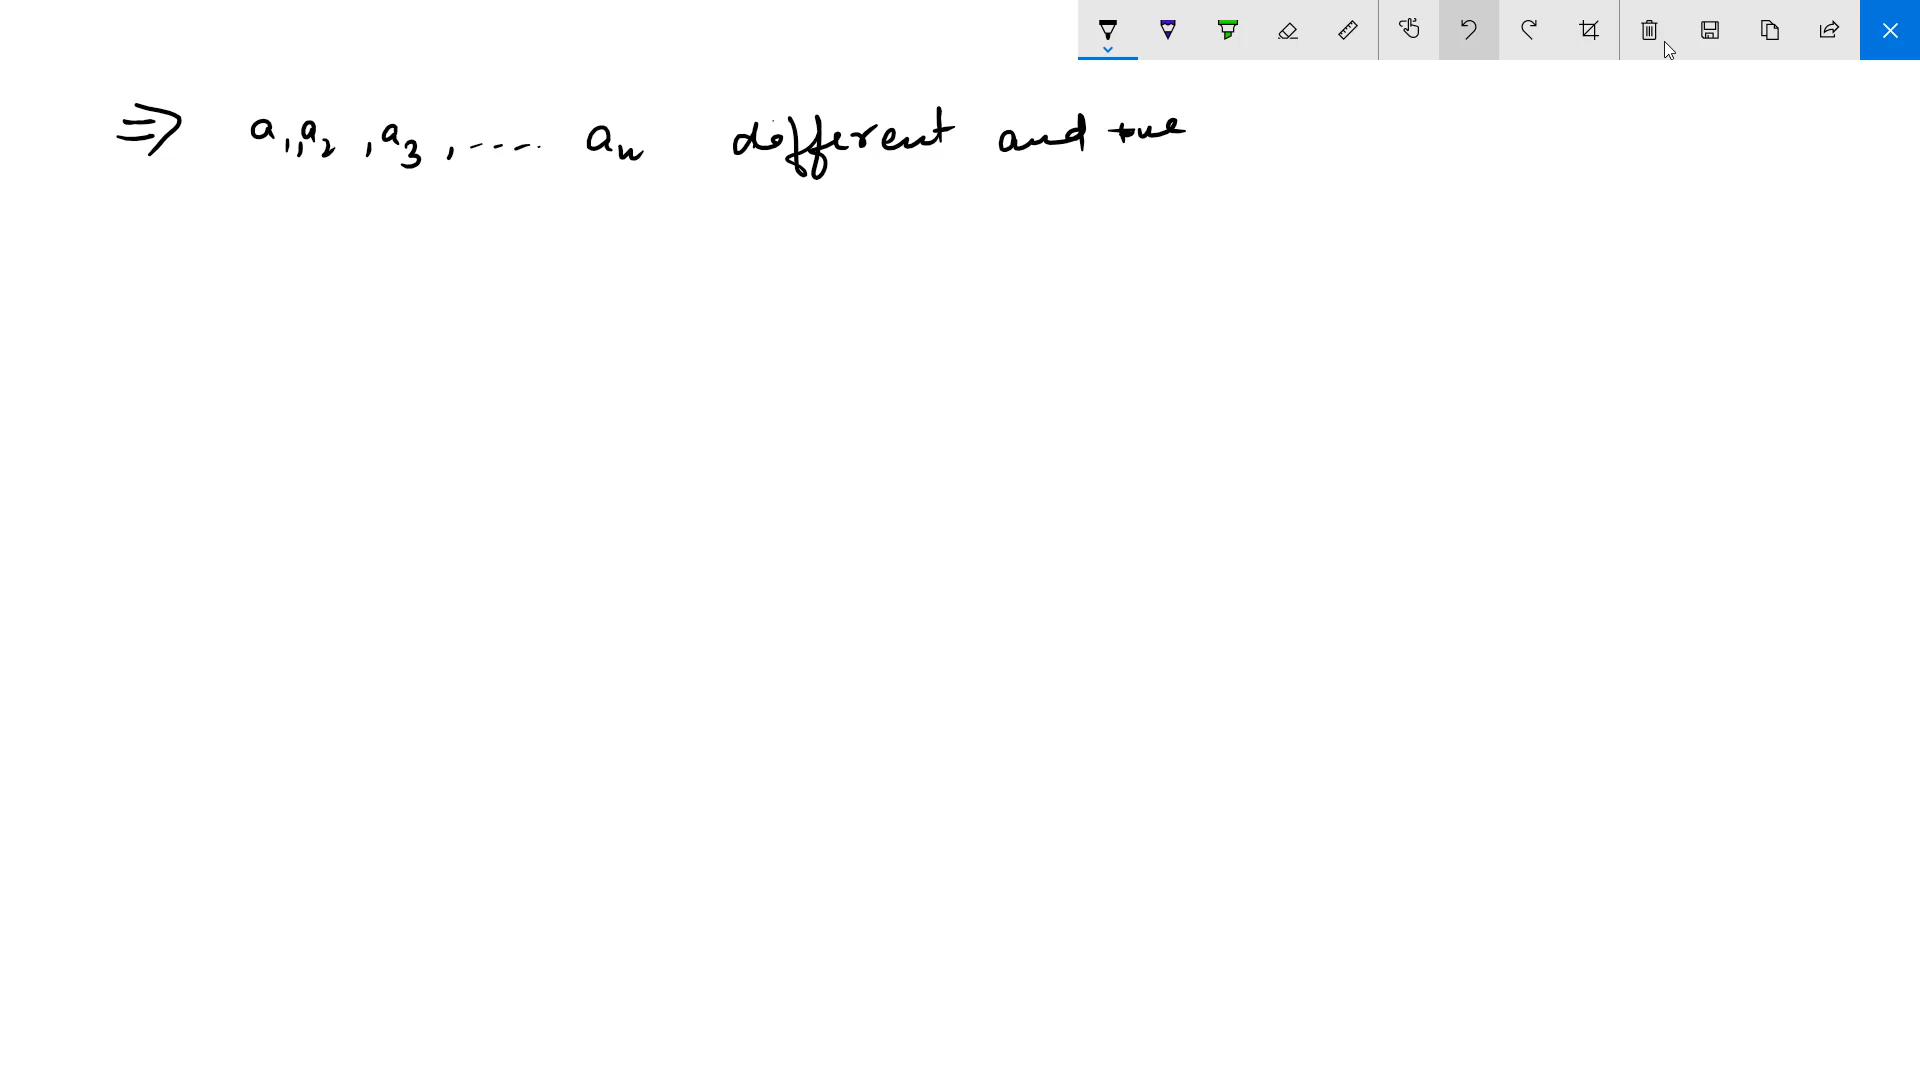 ⇒ a₁, a₂, a₃, ..... aₙ different and +ve